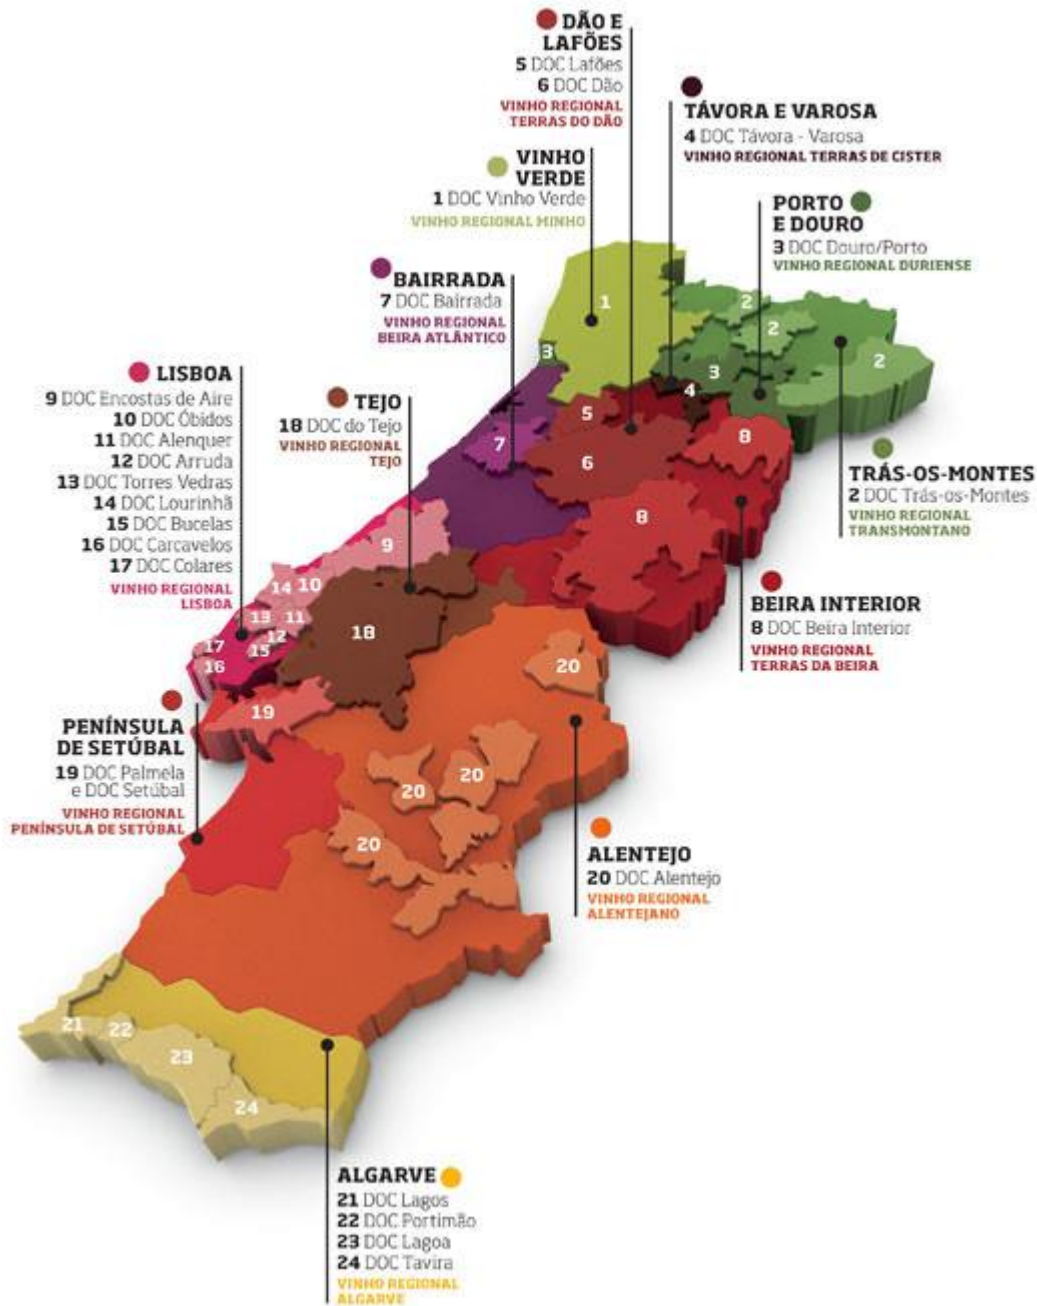 DÃO E
LAFÕES
5 DOC Lafões
6 DOC Dão
VINHO REGIONAL
TERRAS DO DÃO
TÁVORA E VAROSA
4 DOC Távora - Varosa
VINHO REGIONAL TERRAS DE CISTER
VINHO
VERDE
1 DOC Vinho Verde
VINHO REGIONAL MINHO
PORTO
E DOURO
3 DOC Douro/Porto
VINHO REGIONAL DURIENSE
BAIRRADA
7 DOC Bairrada
VINHO REGIONAL
BEIRA ATLÂNTICO
LISBOA
9 DOC Encostas de Aire
10 DOC Óbidos
11 DOC Alenquer
12 DOC Arruda
13 DOC Torres Vedras
14 DOC Lourinhã
15 DOC Bucelas
16 DOC Carcavelos
17 DOC Colares
VINHO REGIONAL
LISBOA
TEJO
18 DOC do Tejo
VINHO REGIONAL
TEJO
TRÁS-OS-MONTES
2 DOC Trás-os-Montes
VINHO REGIONAL
TRANSMONTANO
BEIRA INTERIOR
8 DOC Beira Interior
VINHO REGIONAL
TERRAS DA BEIRA
PENÍNSULA
DE SETÚBAL
19 DOC Palmela
e DOC Setúbal
VINHO REGIONAL
PENÍNSULA DE SETÚBAL
ALENTEJO
20 DOC Alentejo
VINHO REGIONAL
ALENTEJANO
ALGARVE
21 DOC Lagos
22 DOC Portimão
23 DOC Lagoa
24 DOC Tavira
VINHO REGIONAL
ALGARVE
1
2
2
2
3
3
4
5
6
7
8
8
9
14
10
13
11
12
17
15
16
18
19
20
20
20
20
21
22
23
24